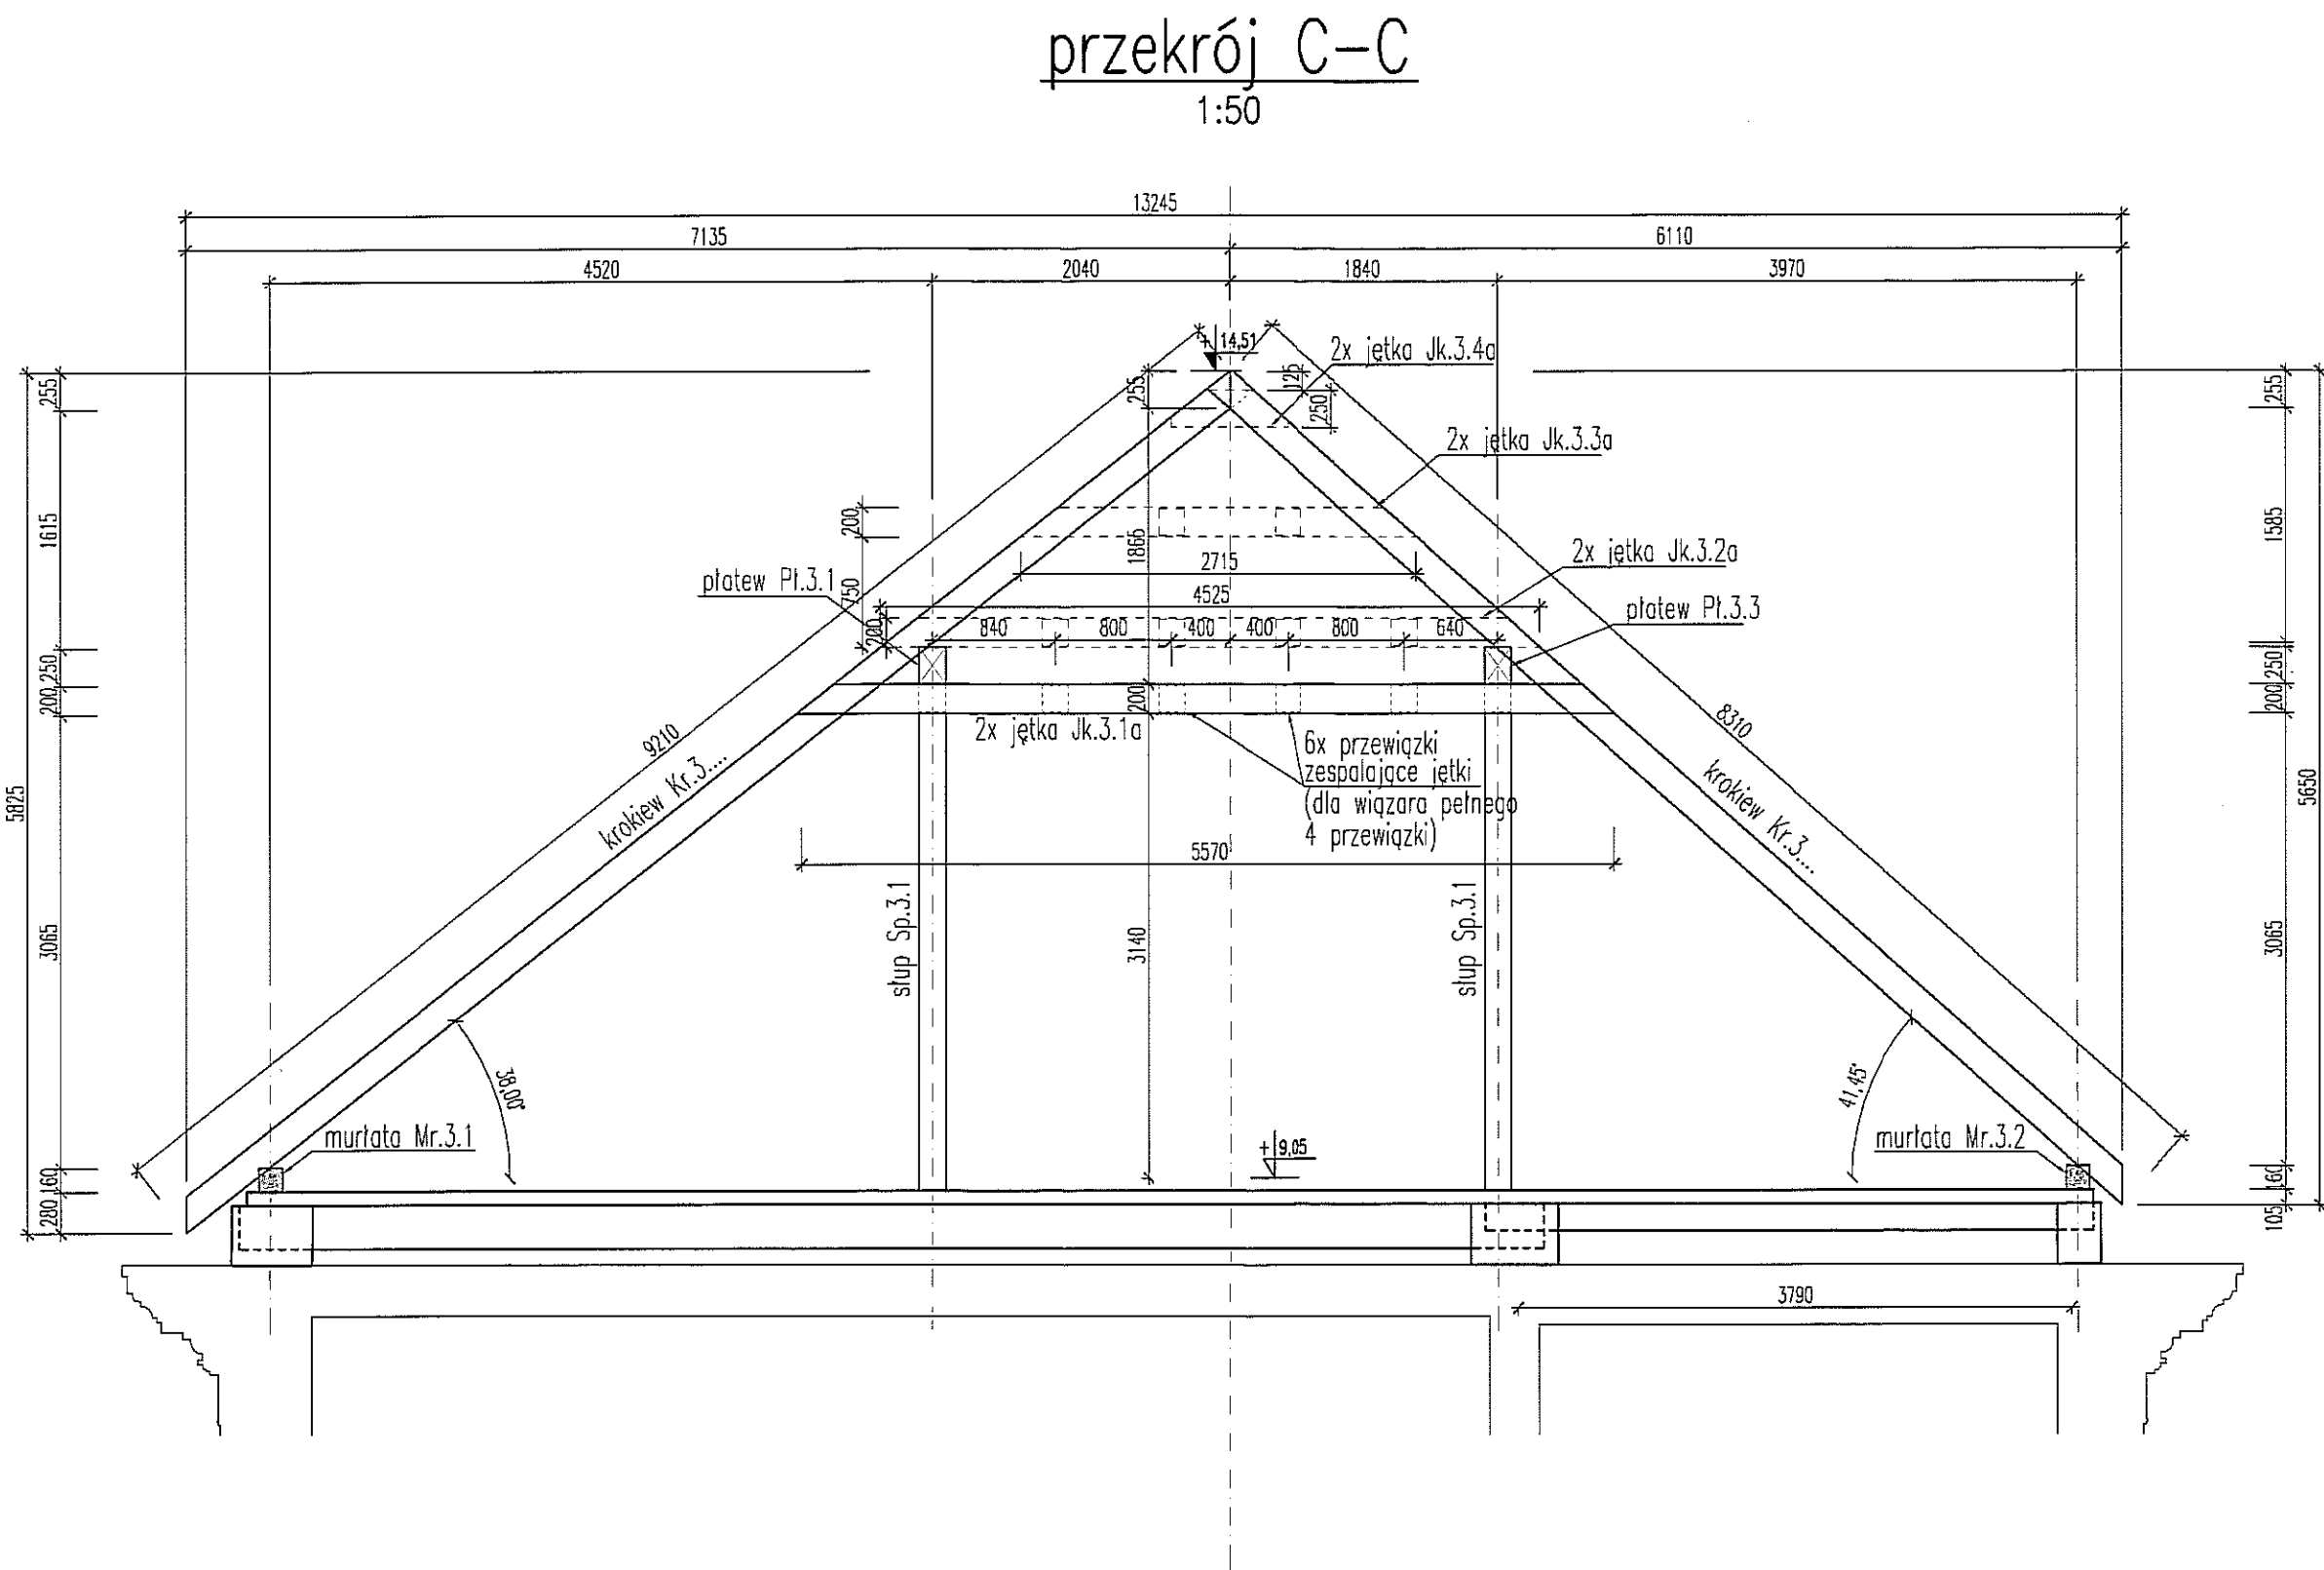 przekrój C–C
1:50
13245
7135
6110
4520
2040
1840
3970
+14,51
2x jętka Jk.3.4a
255
255
125
250
255
2x jętka Jk.3.3a
200
1615
1866
1585
2x jętka Jk.3.2a
2715
płatew Pł.3.1
750
4525
płatew Pł.3.3
200
840
800
400
400
800
640
250
250
200
200
200
2x jętka Jk.3.1a
9210
8310
6x przewiązki
zespalające jętki
(dla wiązara pełnego
4 przewiązki)
krokiew Kr.3....
krokiew Kr.3....
5825
5650
5570
słup Sp.3.1
słup Sp.3.1
3065
3140
3065
38,00°
41,45°
murłata Mr.3.1
+9,05
murłata Mr.3.2
160
160
280
105
3790